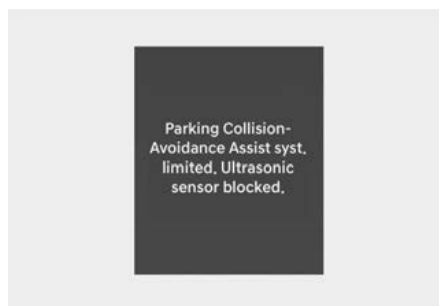 Parking Collision-
Avoidance Assist syst.
limited. Ultrasonic
sensor blocked.